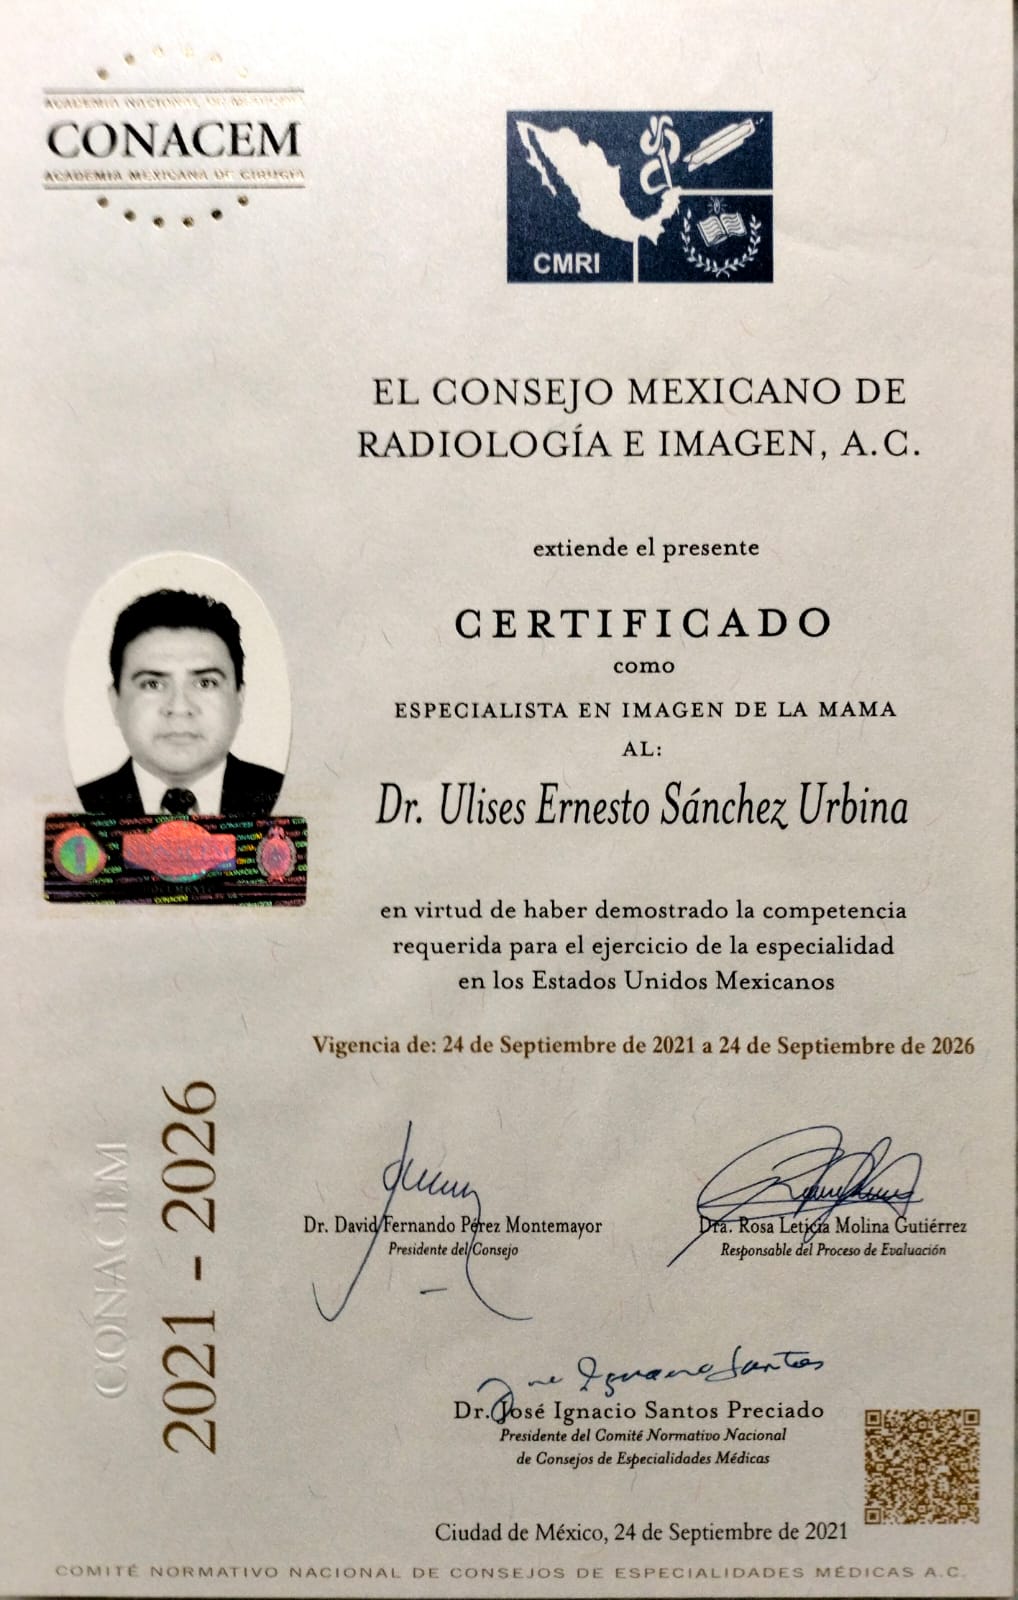 ACADEMIA NACIONAL DE MEDICINA
CONACEM
ACADEMIA MEXICANA DE CIRUGÍA
CMRI
EL CONSEJO MEXICANO DE
RADIOLOGÍA E IMAGEN, A.C.
extiende el presente
CERTIFICADO
como
ESPECIALISTA EN IMAGEN DE LA MAMA
AL:
Dr. Ulises Ernesto Sánchez Urbina
en virtud de haber demostrado la competencia
requerida para el ejercicio de la especialidad
en los Estados Unidos Mexicanos
Vigencia de: 24 de Septiembre de 2021 a 24 de Septiembre de 2026
CONACEM
2021 - 2026
Dr. David Fernando Pérez Montemayor
Presidente del Consejo
Dra. Rosa Leticia Molina Gutiérrez
Responsable del Proceso de Evaluación
Jose Ignacio Santos
Dr. José Ignacio Santos Preciado
Presidente del Comité Normativo Nacional
de Consejos de Especialidades Médicas
Ciudad de México, 24 de Septiembre de 2021
COMITÉ NORMATIVO NACIONAL DE CONSEJOS DE ESPECIALIDADES MÉDICAS A.C.